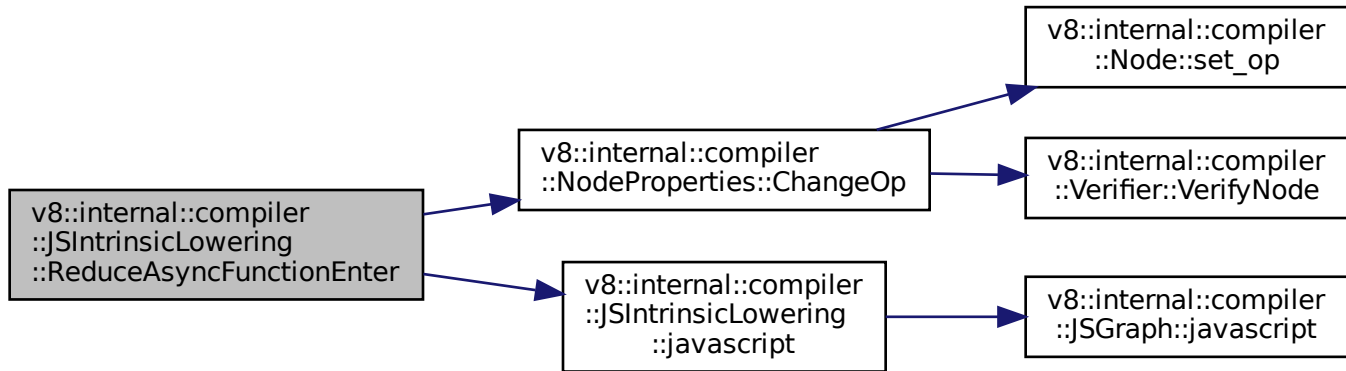 v8::internal::compiler
::JSIntrinsicLowering
::ReduceAsyncFunctionEnter
v8::internal::compiler
::NodeProperties::ChangeOp
v8::internal::compiler
::Node::set_op
v8::internal::compiler
::Verifier::VerifyNode
v8::internal::compiler
::JSIntrinsicLowering
::javascript
v8::internal::compiler
::JSGraph::javascript